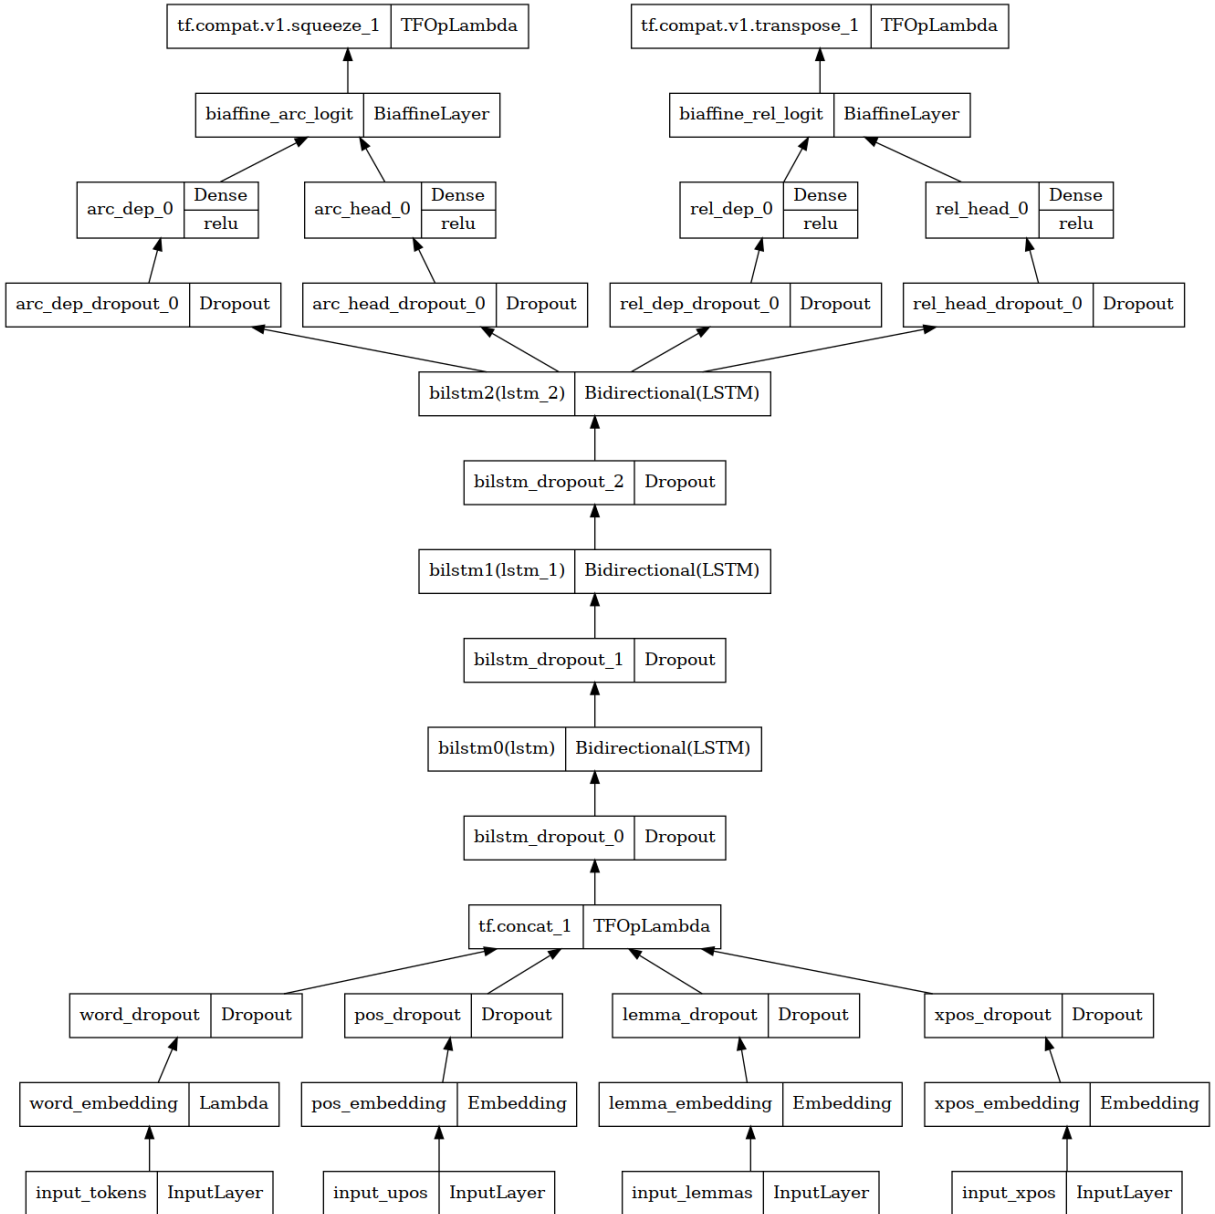 tf.compat.v1.squeeze_1 TFOpLambda
tf.compat.v1.transpose_1 TFOpLambda
biaffine_arc_logit BiaffineLayer
biaffine_rel_logit BiaffineLayer
arc_dep_0 Dense
relu
arc_head_0 Dense
relu
rel_dep_0 Dense
relu
rel_head_0 Dense
relu
arc_dep_dropout_0 Dropout
arc_head_dropout_0 Dropout
rel_dep_dropout_0 Dropout
rel_head_dropout_0 Dropout
bilstm2(lstm_2) Bidirectional(LSTM)
bilstm_dropout_2 Dropout
bilstm1(lstm_1) Bidirectional(LSTM)
bilstm_dropout_1 Dropout
bilstm0(lstm) Bidirectional(LSTM)
bilstm_dropout_0 Dropout
tf.concat_1 TFOpLambda
word_dropout Dropout
pos_dropout Dropout
lemma_dropout Dropout
xpos_dropout Dropout
word_embedding Lambda
pos_embedding Embedding
lemma_embedding Embedding
xpos_embedding Embedding
input_tokens InputLayer
input_upos InputLayer
input_lemmas InputLayer
input_xpos InputLayer